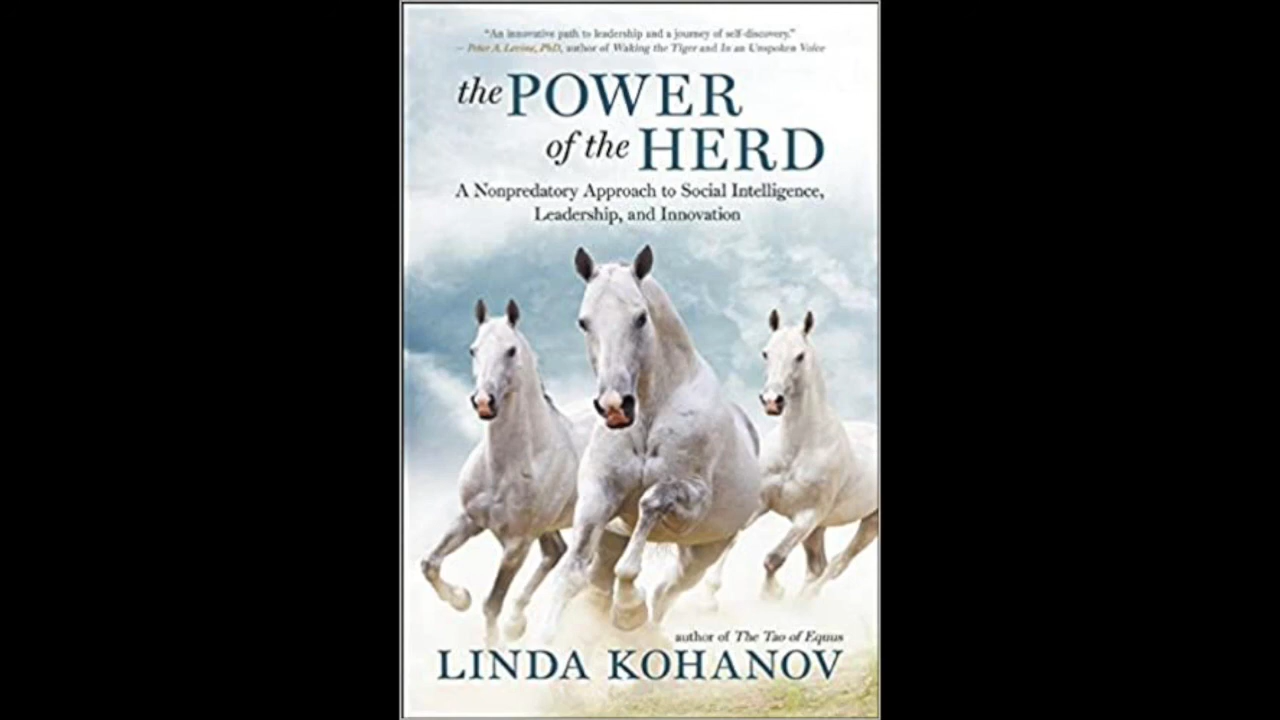 “An innovative path to leadership and a journey of self-discovery.”
– Peter A. Levine, PhD, author of Waking the Tiger and In an Unspoken Voice
the POWER
of the HERD
A Nonpredatory Approach to Social Intelligence,
Leadership, and Innovation
author of The Tao of Equus
LINDA KOHANOV